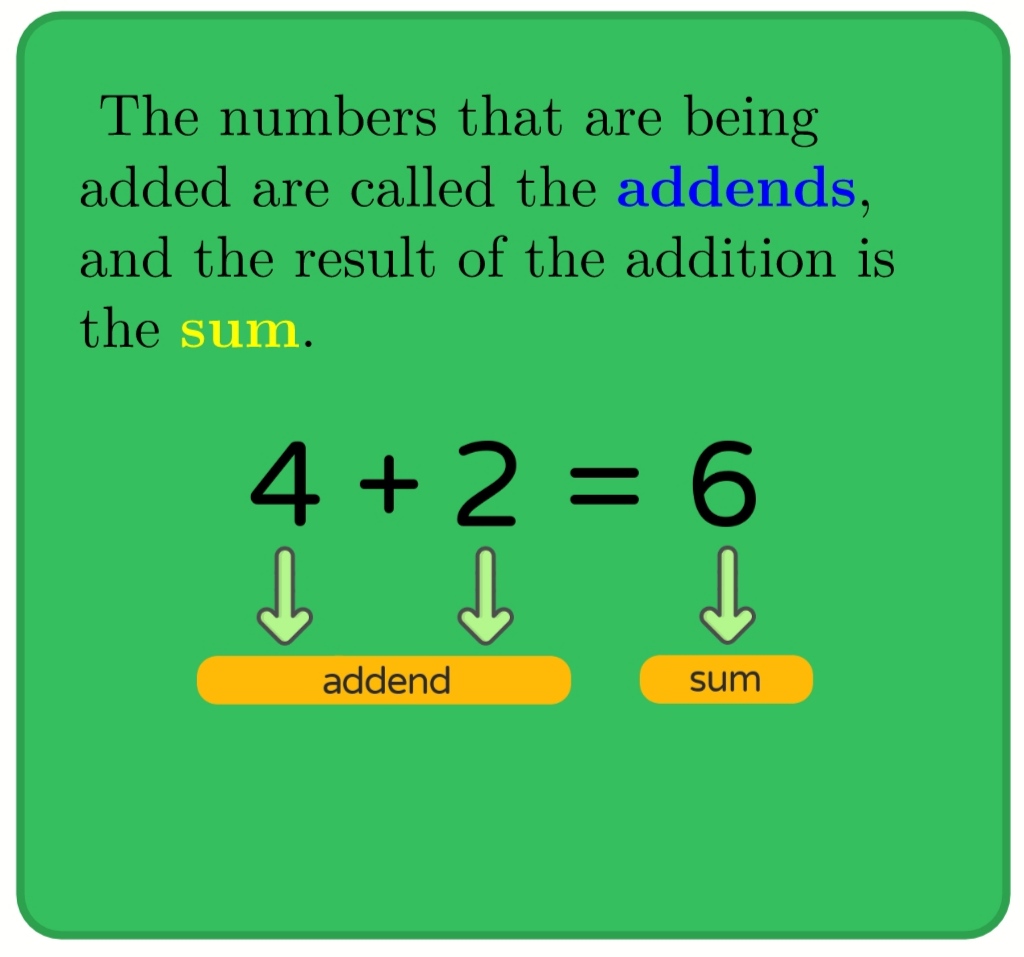 The numbers that are being
added are called the addends,
and the result of the addition is
the sum.
4 + 2 = 6
addend sum